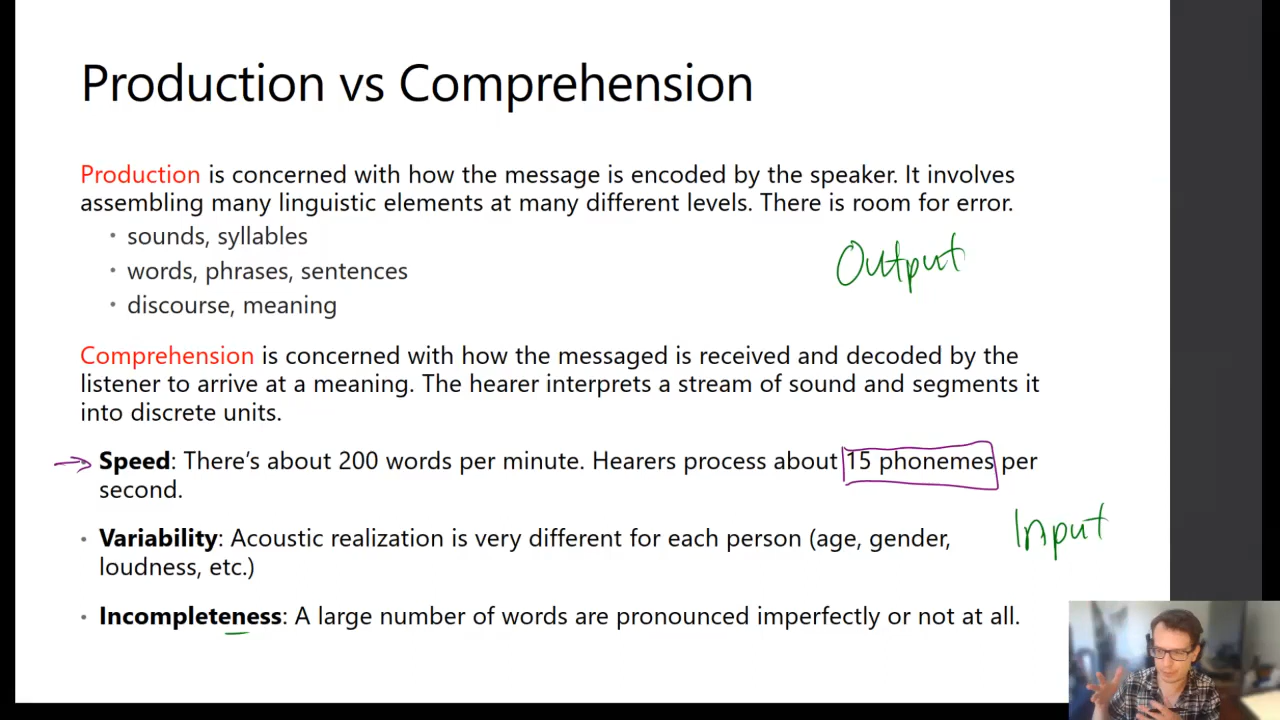 Production vs Comprehension
Production is concerned with how the message is encoded by the speaker. It involves
assembling many linguistic elements at many different levels. There is room for error.
• sounds, syllables
• words, phrases, sentences
• discourse, meaning
Output
Comprehension is concerned with how the messaged is received and decoded by the
listener to arrive at a meaning. The hearer interprets a stream of sound and segments it
into discrete units.
→ Speed: There's about 200 words per minute. Hearers process about 15 phonemes per
second.
• Variability: Acoustic realization is very different for each person (age, gender,
loudness, etc.)
Input
• Incompleteness: A large number of words are pronounced imperfectly or not at all.